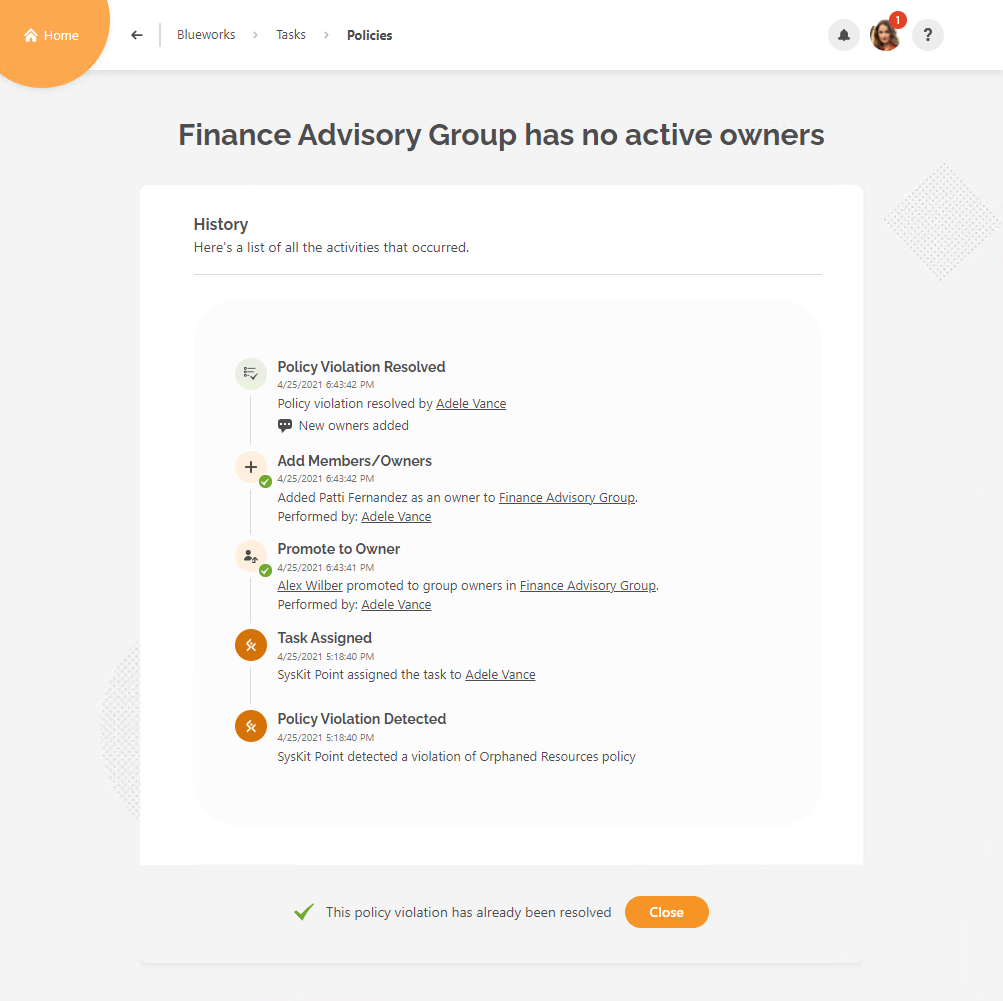 Home
Blueworks > Tasks > Policies
1
?
Finance Advisory Group has no active owners
History
Here's a list of all the activities that occurred.
Policy Violation Resolved
4/25/2021 6:43:42 PM
Policy violation resolved by Adele Vance
New owners added
Add Members/Owners
4/25/2021 6:43:42 PM
Added Patti Fernandez as an owner to Finance Advisory Group.
Performed by: Adele Vance
Promote to Owner
4/25/2021 6:43:41 PM
Alex Wilber promoted to group owners in Finance Advisory Group.
Performed by: Adele Vance
Task Assigned
4/25/2021 5:18:40 PM
SysKit Point assigned the task to Adele Vance
Policy Violation Detected
4/25/2021 5:18:40 PM
SysKit Point detected a violation of Orphaned Resources policy
This policy violation has already been resolved
Close